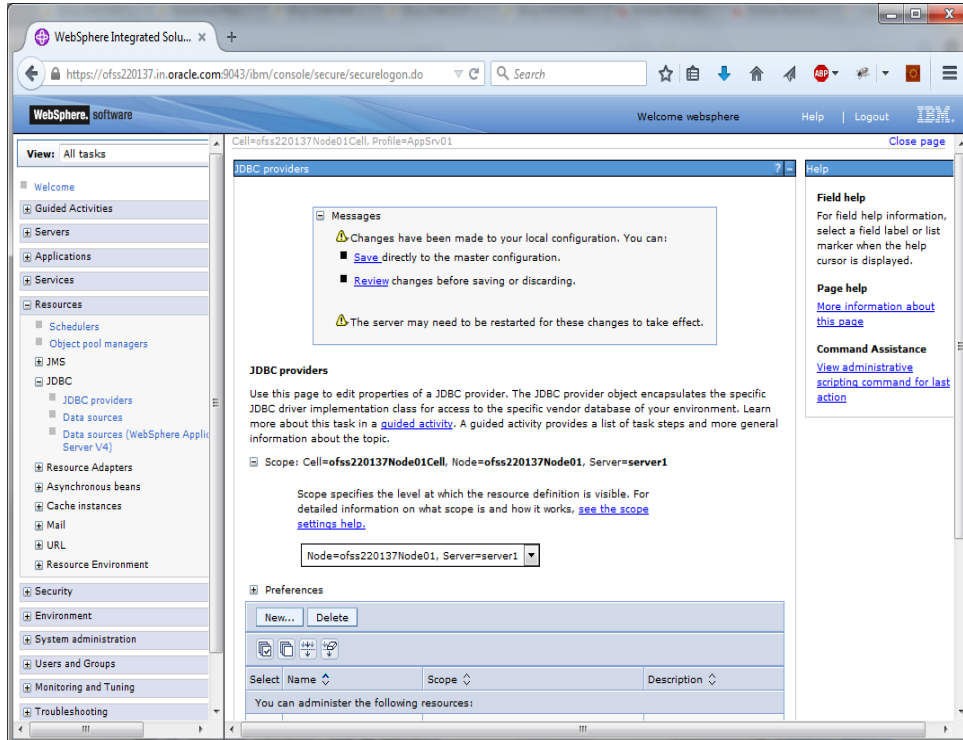 WebSphere Integrated Solu... ×
+
https://ofss220137.in.oracle.com:9043/ibm/console/secure/securelogon.do
Search
ABP
WebSphere. software
Welcome websphere
Help | Logout
IBM.
View: All tasks
Welcome
Guided Activities
Servers
Applications
Services
Resources
Schedulers
Object pool managers
JMS
JDBC
JDBC providers
Data sources
Data sources (WebSphere Applic
Server V4)
Resource Adapters
Asynchronous beans
Cache instances
Mail
URL
Resource Environment
Security
Environment
System administration
Users and Groups
Monitoring and Tuning
Troubleshooting
Cell=ofss220137Node01Cell, Profile=AppSrv01
Close page
JDBC providers
? -
Messages
Changes have been made to your local configuration. You can:
Save directly to the master configuration.
Review changes before saving or discarding.
The server may need to be restarted for these changes to take effect.
JDBC providers
Use this page to edit properties of a JDBC provider. The JDBC provider object encapsulates the specific
JDBC driver implementation class for access to the specific vendor database of your environment. Learn
more about this task in a guided activity. A guided activity provides a list of task steps and more general
information about the topic.
Scope: Cell=ofss220137Node01Cell, Node=ofss220137Node01, Server=server1
Scope specifies the level at which the resource definition is visible. For
detailed information on what scope is and how it works, see the scope
settings help.
Node=ofss220137Node01, Server=server1
Preferences
New... Delete
Select Name Scope Description
You can administer the following resources:
Help
Field help
For field help information,
select a field label or list
marker when the help
cursor is displayed.
Page help
More information about
this page
Command Assistance
View administrative
scripting command for last
action